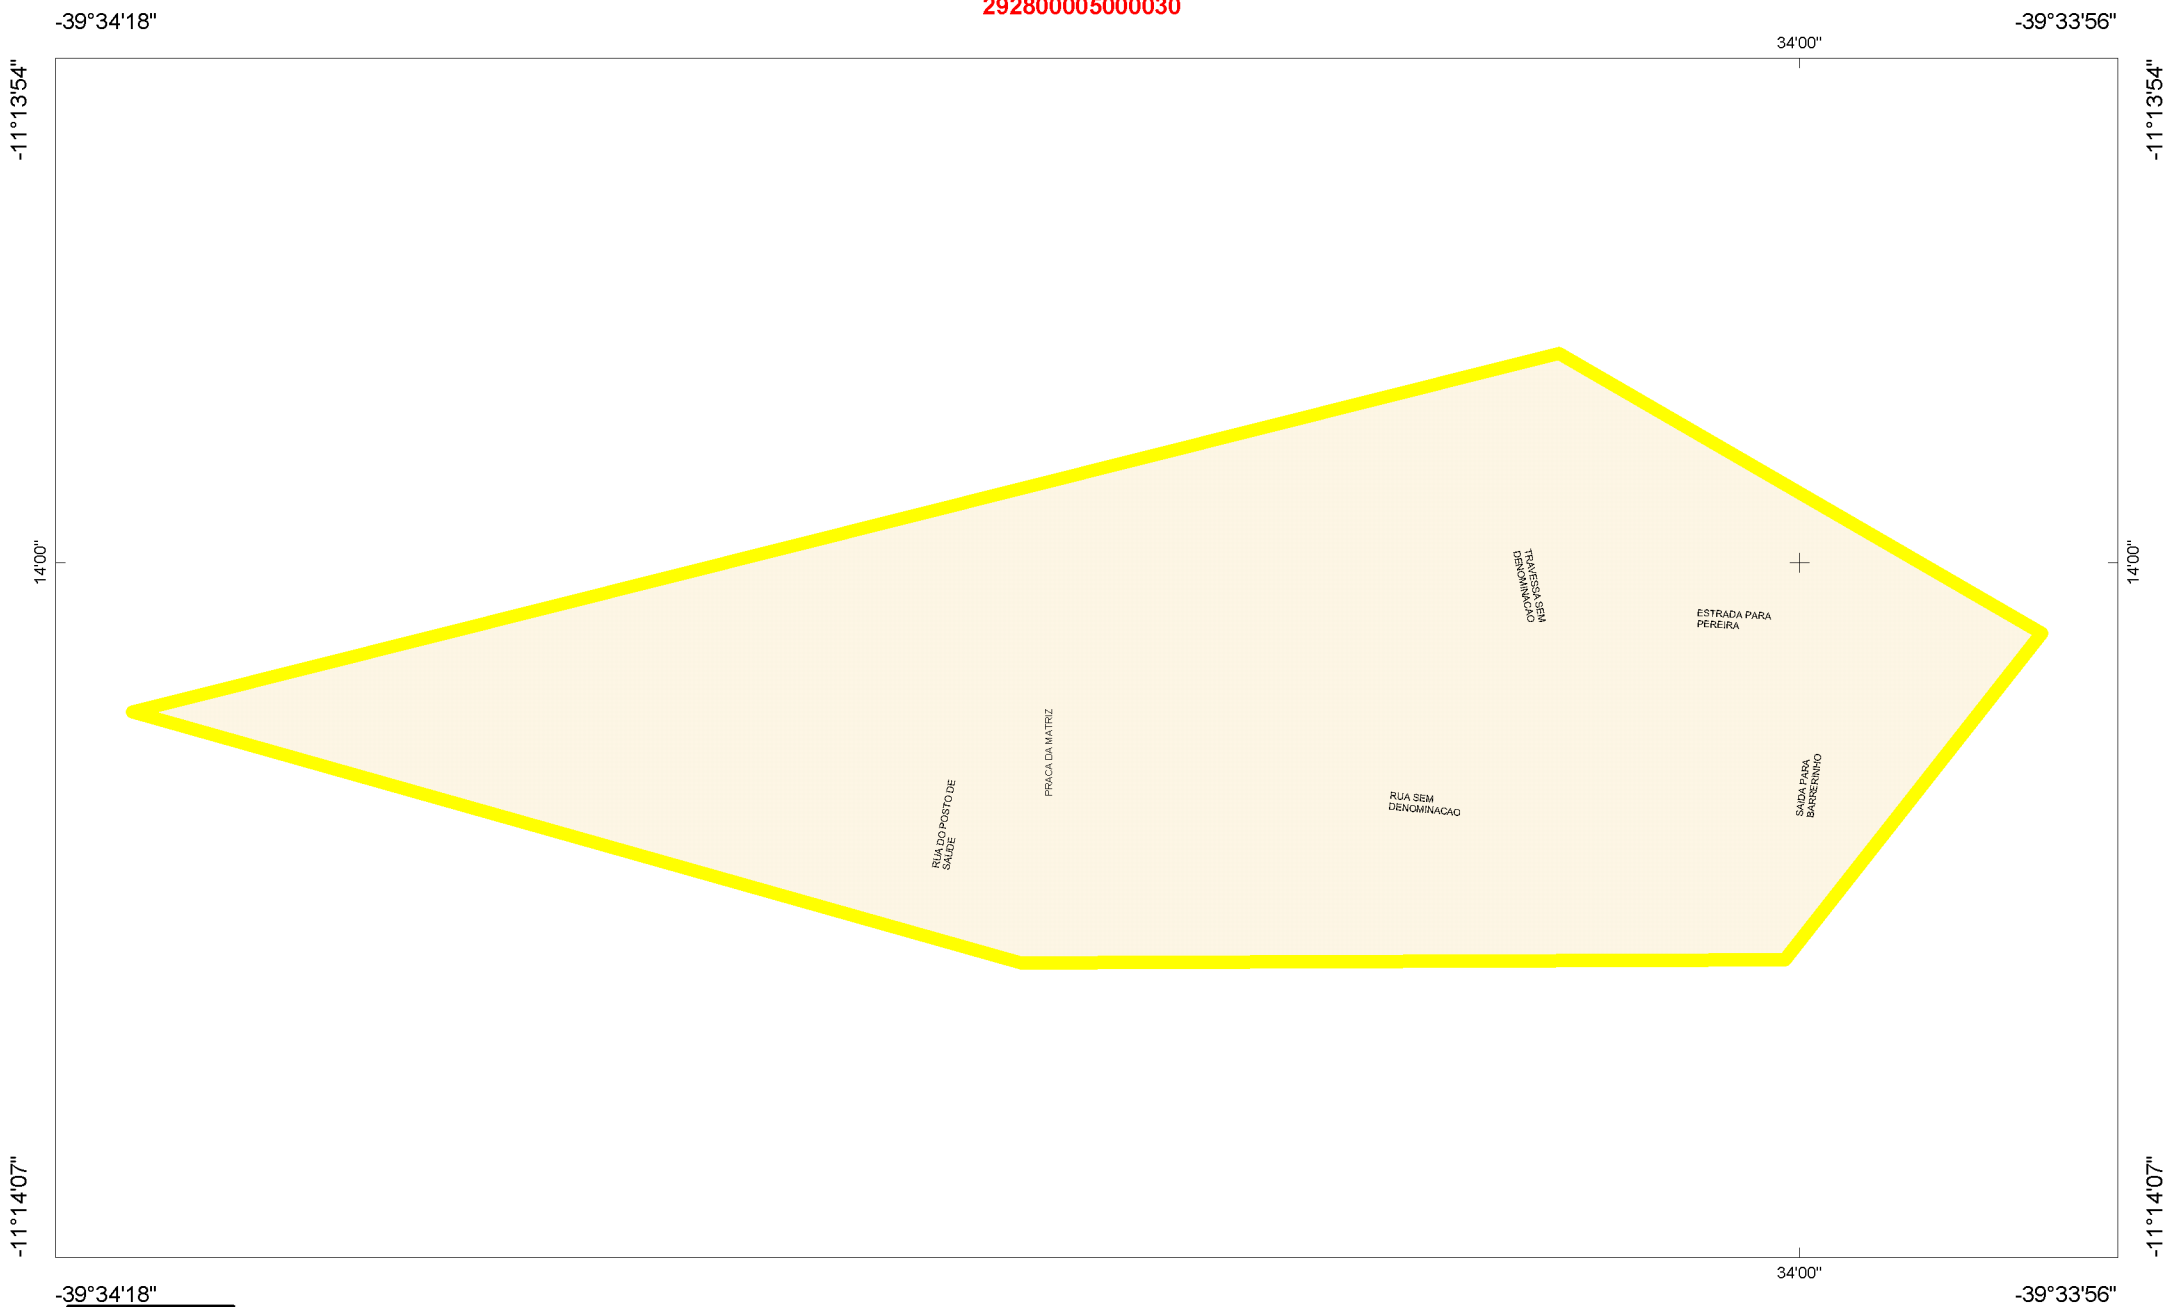 292800005000030
-39°34'18"
-39°33'56"
34'00"
-11°13'54"
-11°13'54"
14'00"
14'00"
TRAVESSA SEM
DENOMINACAO
ESTRADA PARA
PEREIRA
PRACA DA MATRIZ
RUA DO POSTO DE
SAUDE
RUA SEM
DENOMINACAO
SAIDA PARA
BARRERINHO
-11°14'07"
-11°14'07"
34'00"
-39°34'18"
-39°33'56"